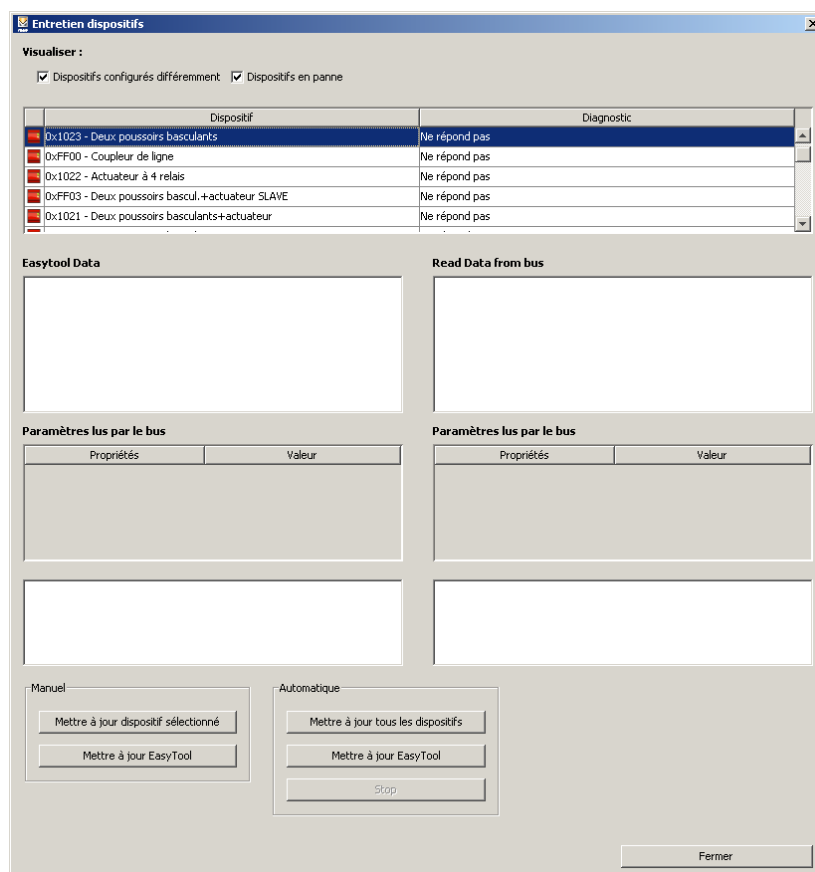 Entretien dispositifs
Visualiser :
Dispositifs configurés différemment Dispositifs en panne
Dispositif Diagnostic
0x1023 - Deux poussoirs basculants Ne répond pas
0xFF00 - Coupleur de ligne Ne répond pas
0x1022 - Actuateur à 4 relais Ne répond pas
0xFF03 - Deux poussoirs bascul.+actuateur SLAVE Ne répond pas
0x1021 - Deux poussoirs basculants+actuateur Ne répond pas
Easytool Data Read Data from bus
Paramètres lus par le bus Paramètres lus par le bus
Propriétés Valeur Propriétés Valeur
Manuel Automatique
Mettre à jour dispositif sélectionné Mettre à jour tous les dispositifs
Mettre à jour EasyTool Mettre à jour EasyTool
Stop
Fermer